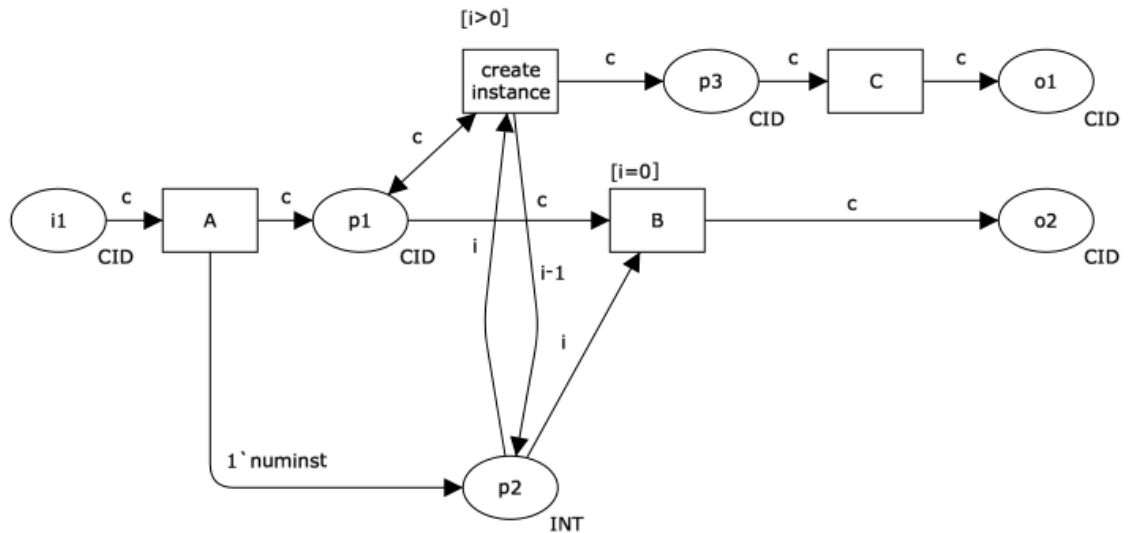 [i>0]
create
instance
c
p3
CID
c
C
c
o1
CID
c
[i=0]
i1
CID
c
A
c
p1
CID
c
B
c
o2
CID
i
i-1
i
1`numinst
p2
INT